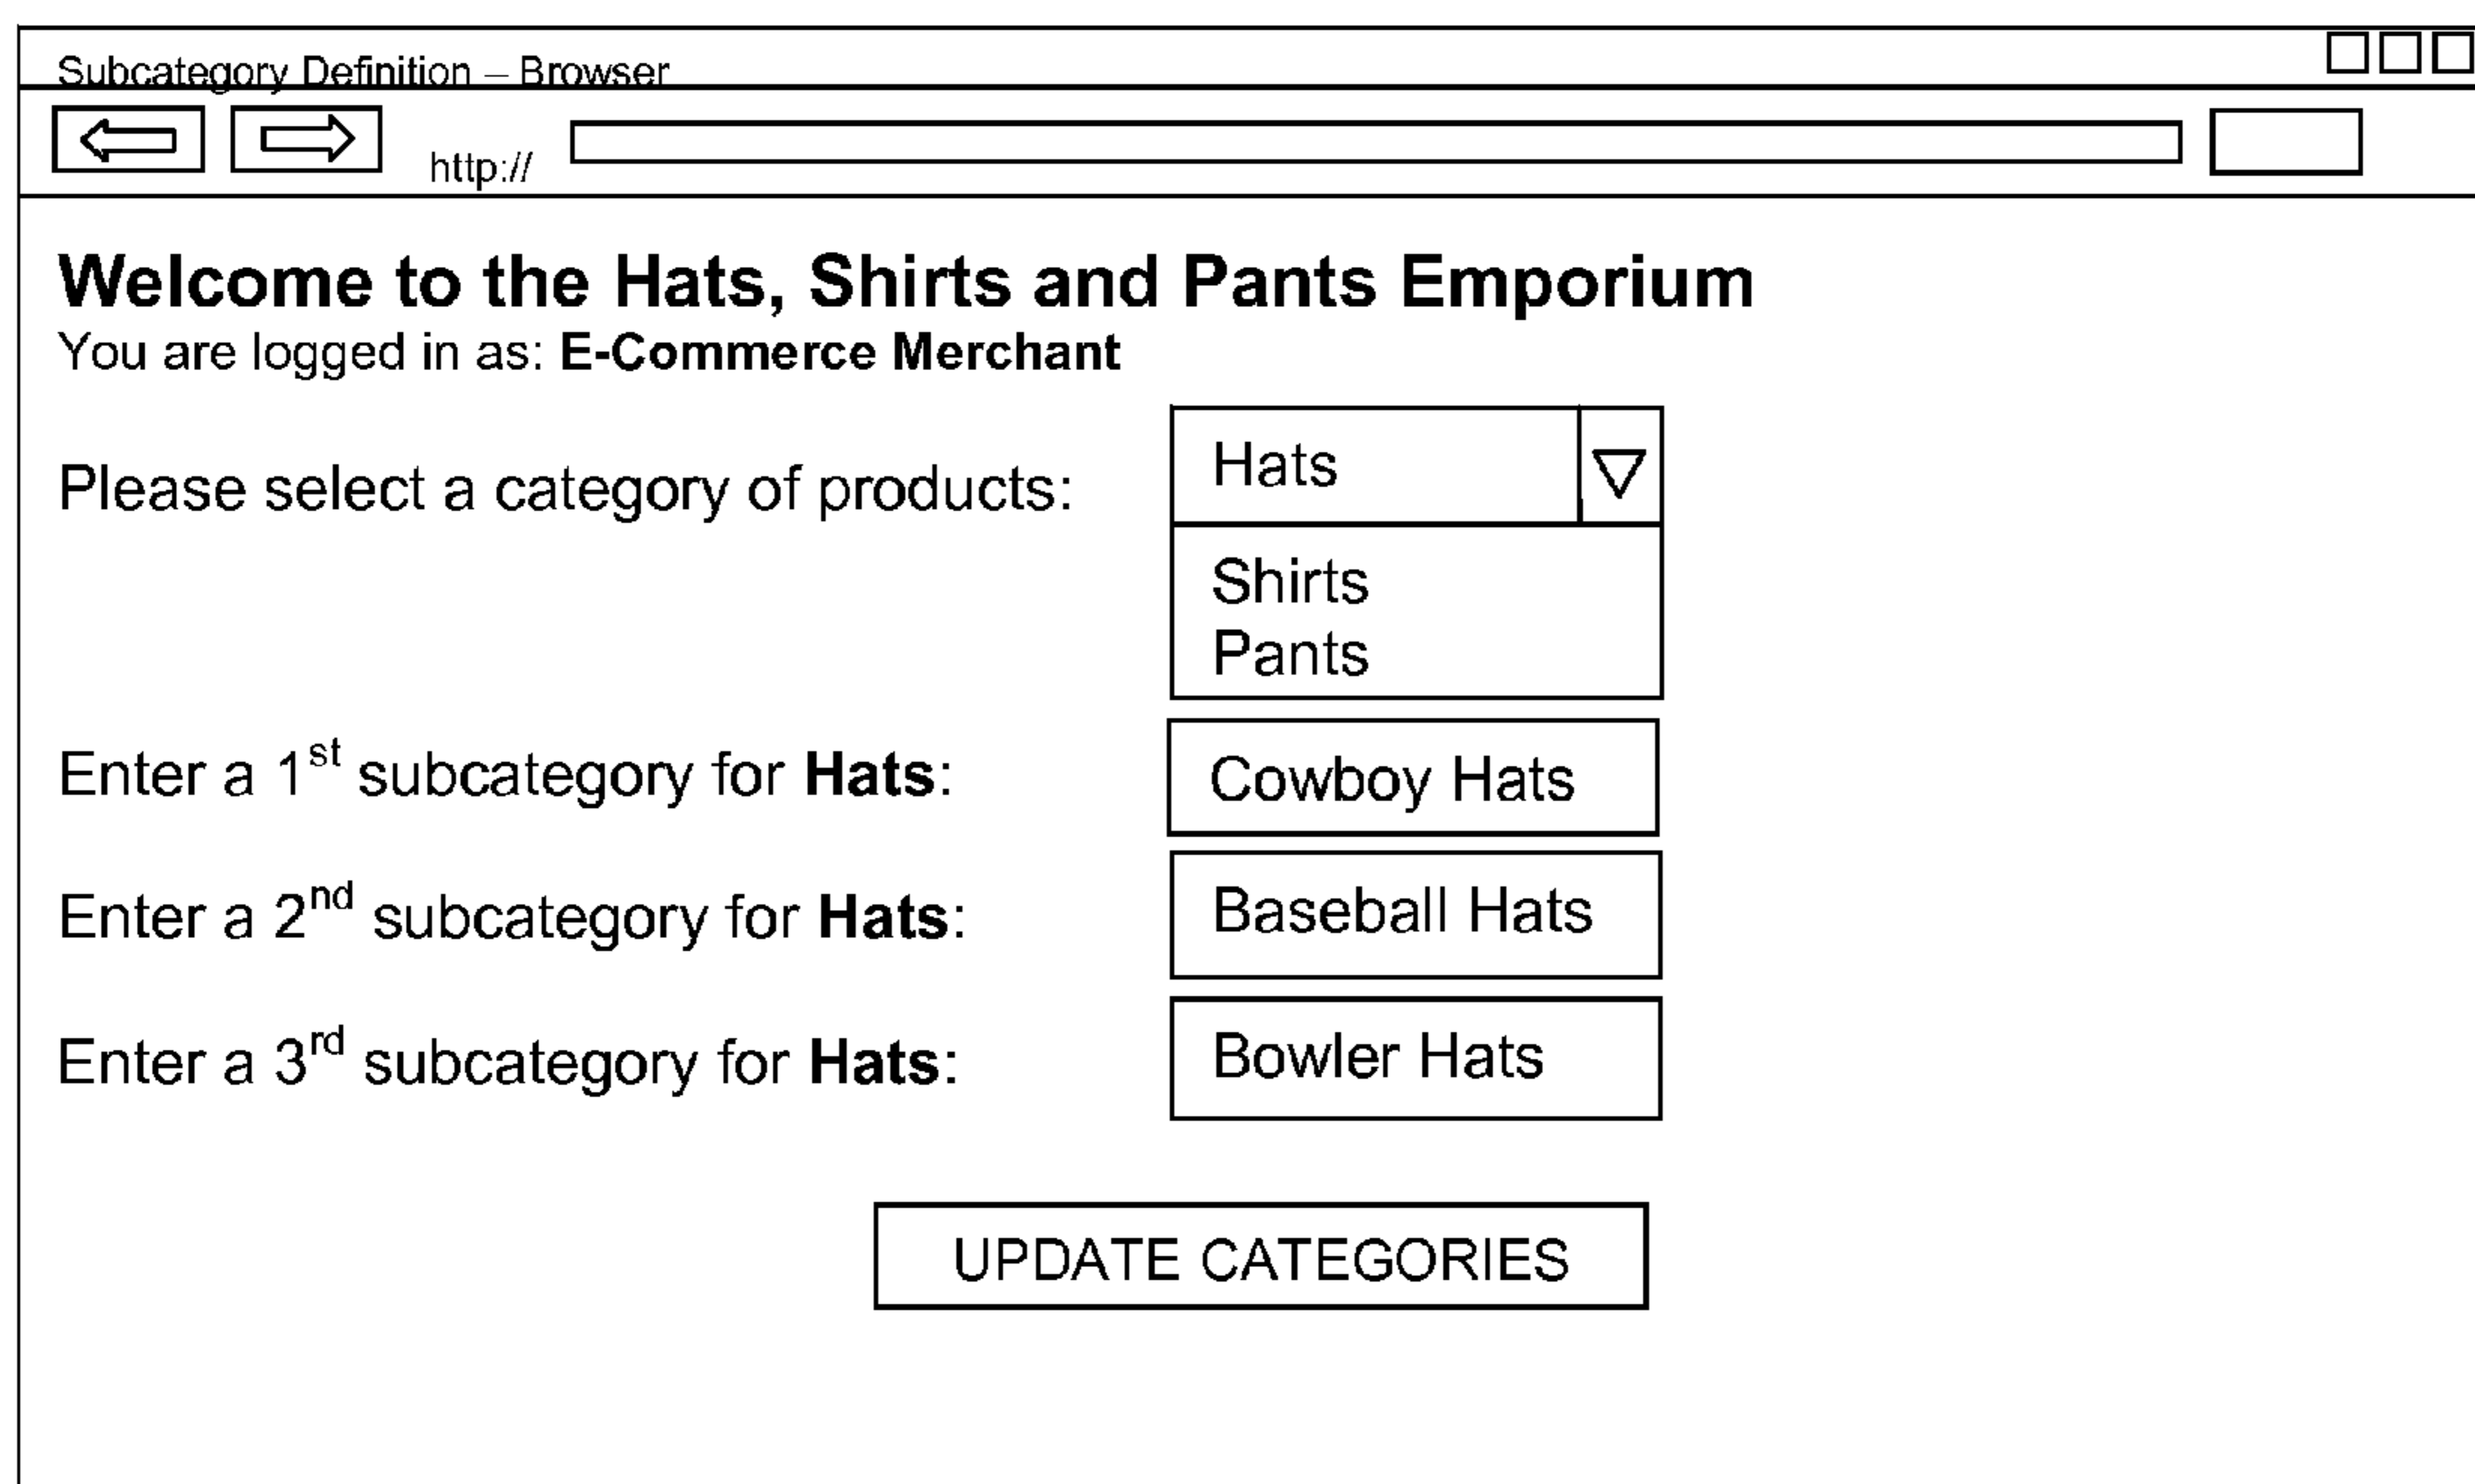 Subcategory Definition – Browser
http://
Welcome to the Hats, Shirts and Pants Emporium
You are logged in as: E-Commerce Merchant
Please select a category of products: Hats
Shirts
Pants
Enter a 1st subcategory for Hats: Cowboy Hats
Enter a 2nd subcategory for Hats: Baseball Hats
Enter a 3rd subcategory for Hats: Bowler Hats
UPDATE CATEGORIES